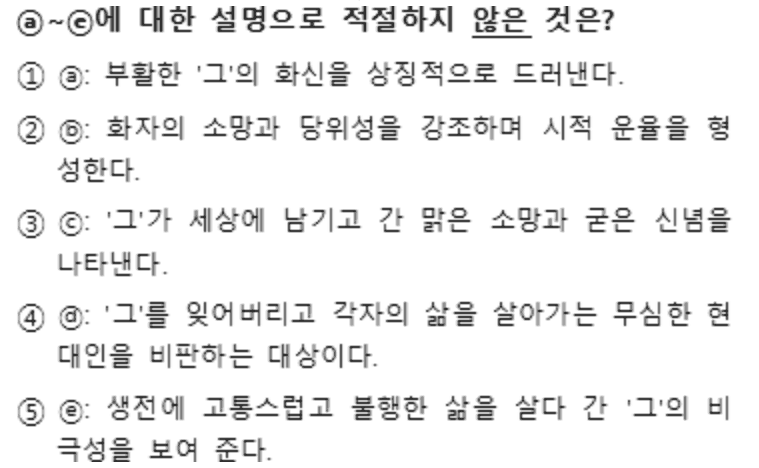 ⓐ~ⓔ에 대한 설명으로 적절하지 않은 것은?
① ⓐ: 부활한 '그'의 화신을 상징적으로 드러낸다.
② ⓑ: 화자의 소망과 당위성을 강조하며 시적 운율을 형
성한다.
③ ⓒ: '그'가 세상에 남기고 간 맑은 소망과 굳은 신념을
나타낸다.
④ ⓓ: '그'를 잊어버리고 각자의 삶을 살아가는 무심한 현
대인을 비판하는 대상이다.
⑤ ⓔ: 생전에 고통스럽고 불행한 삶을 살다 간 '그'의 비
극성을 보여 준다.